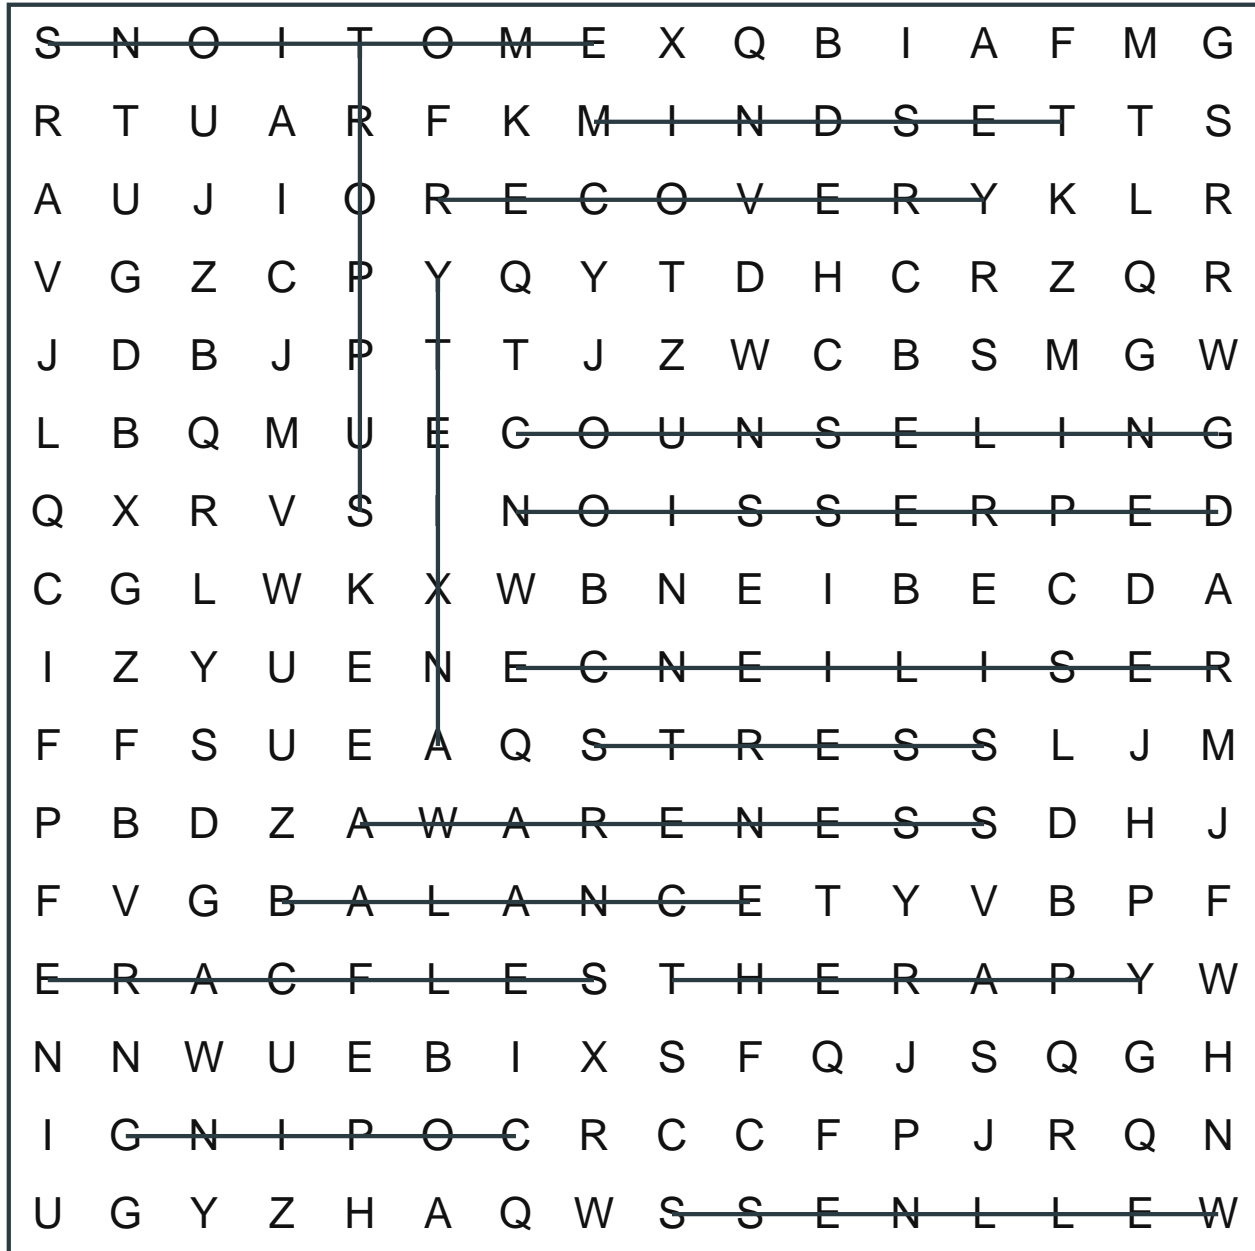 S N O I T O M E X Q B I A F M G
R T U A R F K M I N D S E T T S
A U J I O R E C O V E R Y K L R
V G Z C P Y Q Y T D H C R Z Q R
J D B J P T T J Z W C B S M G W
L B Q M U E C O U N S E L I N G
Q X R V S I N O I S S E R P E D
C G L W K X W B N E I B E C D A
I Z Y U E N E C N E I L I S E R
F F S U E A Q S T R E S S L J M
P B D Z A W A R E N E S S D H J
F V G B A L A N C E T Y V B P F
E R A C F L E S T H E R A P Y W
N N W U E B I X S F Q J S Q G H
I G N I P O C R C C F P J R Q N
U G Y Z H A Q W S S E N L L E W